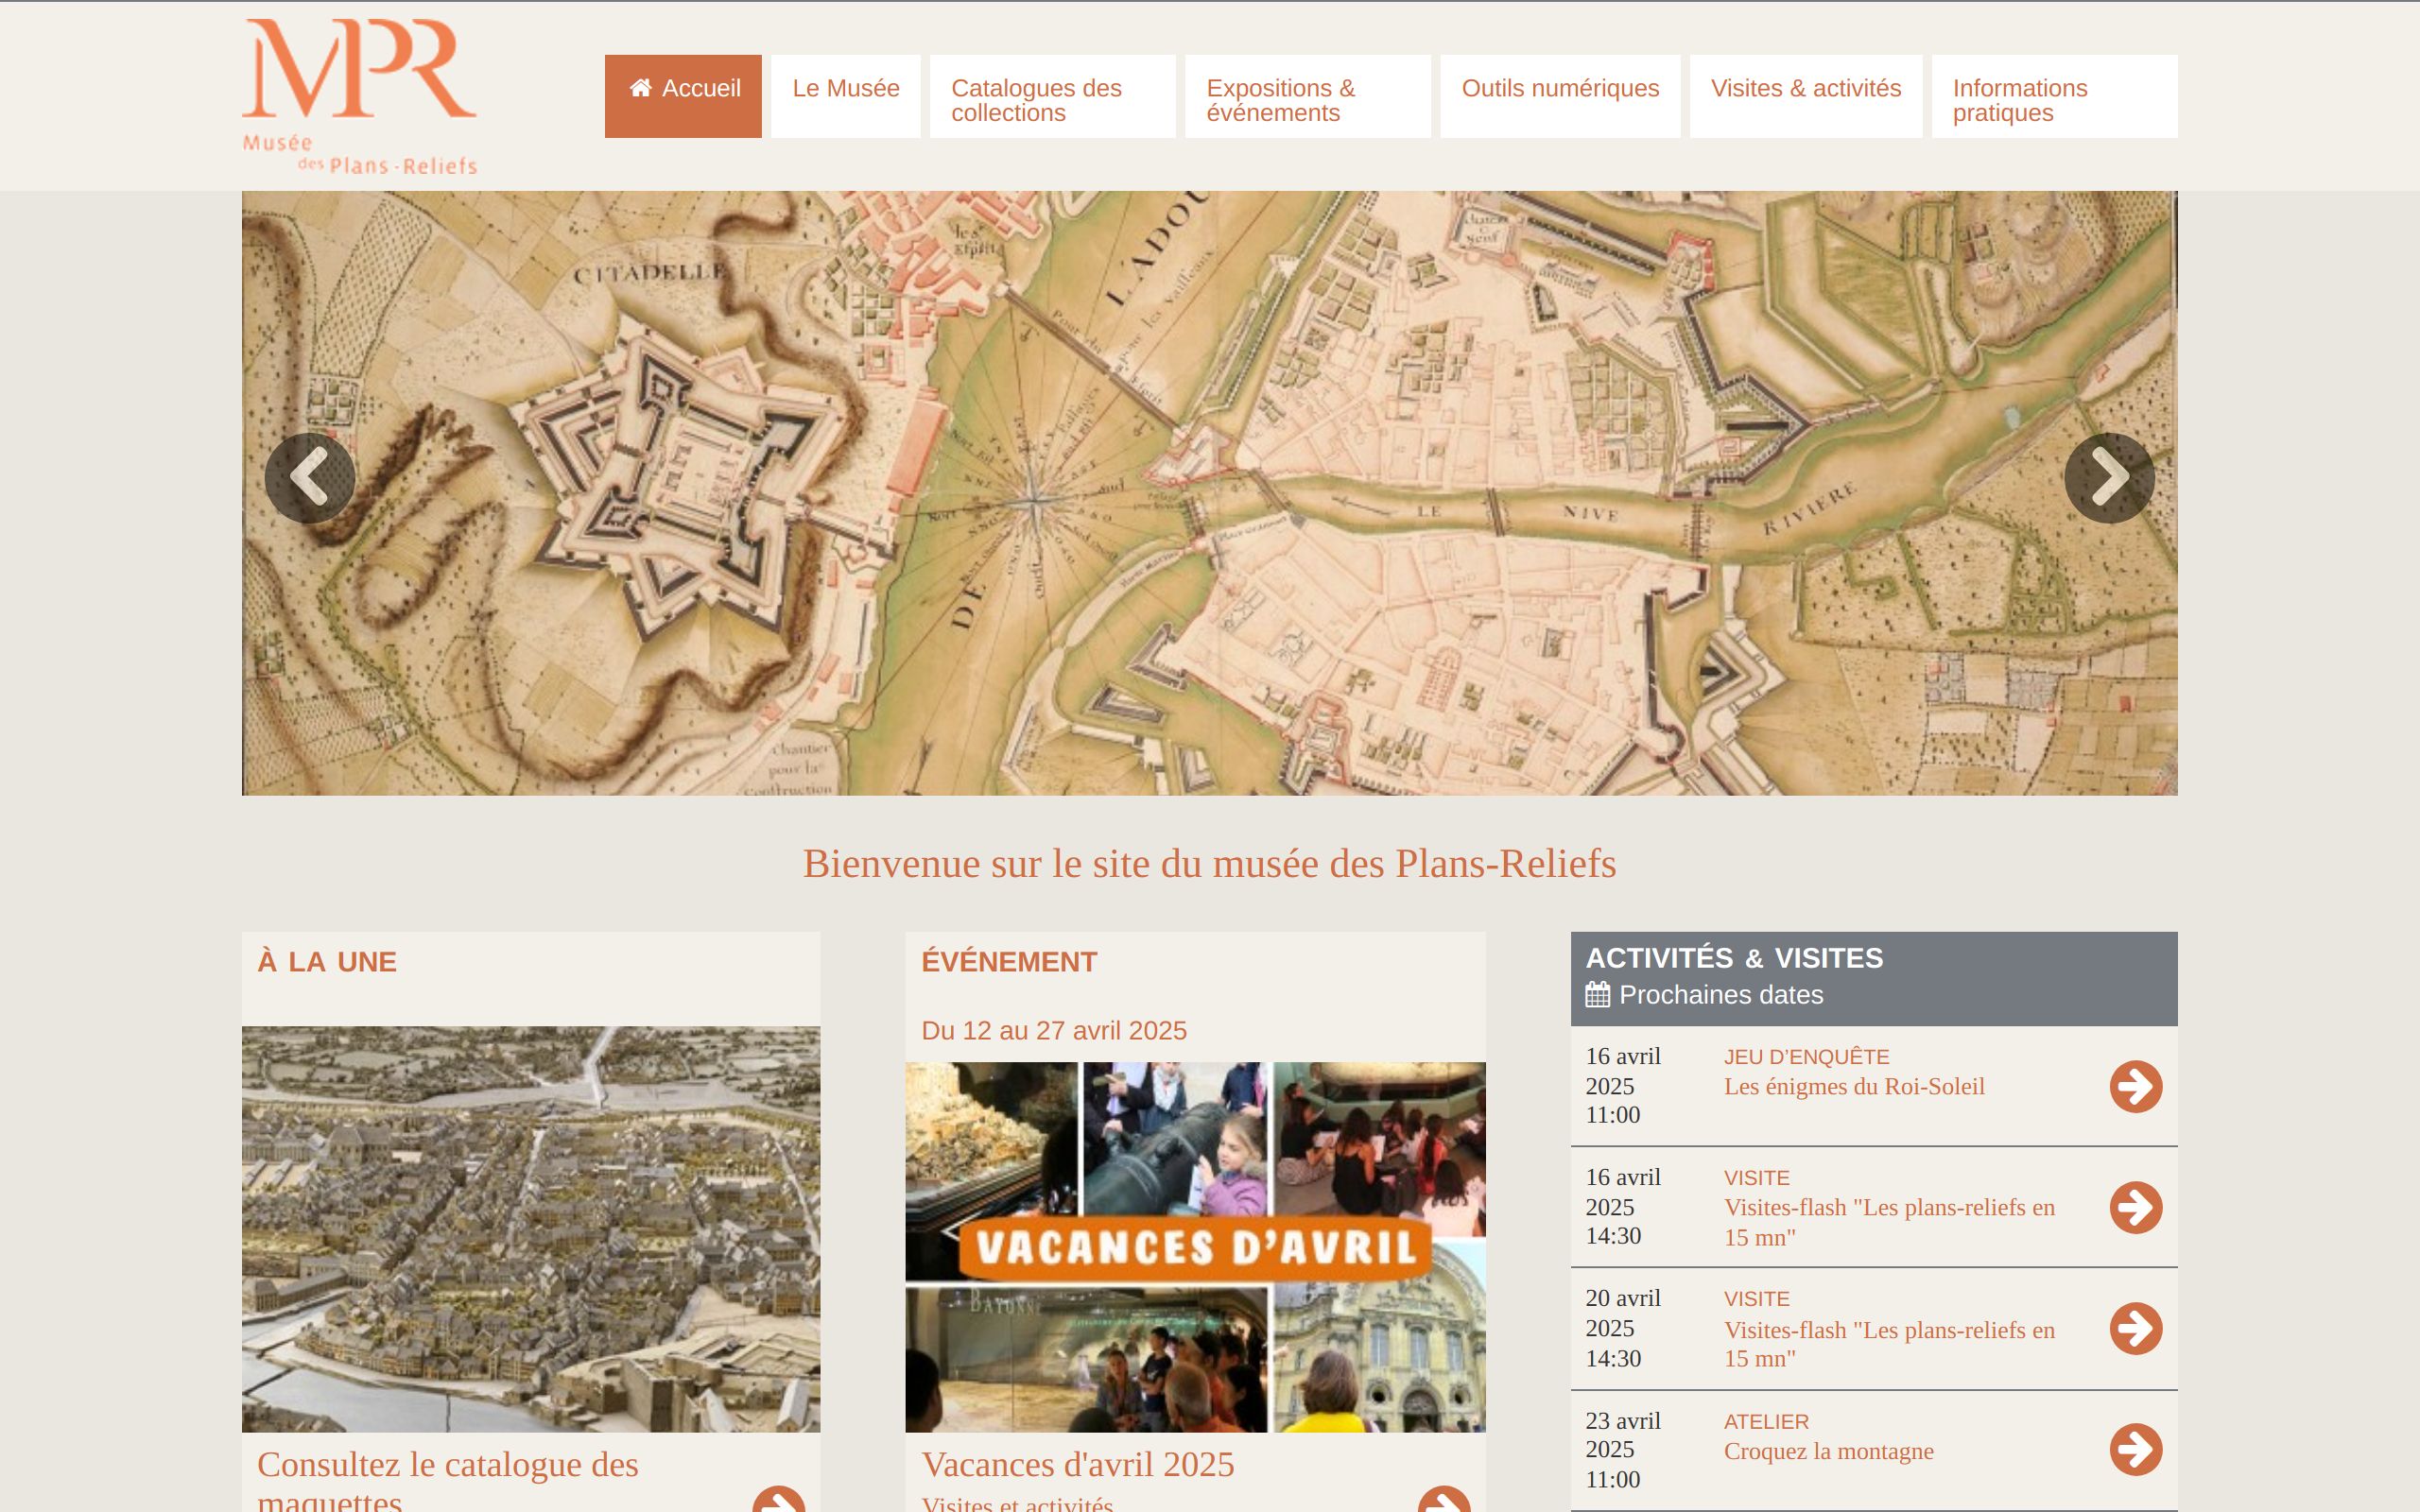 MPR
Musée
des Plans-Reliefs
Accueil
Le Musée
Catalogues des
collections
Expositions &
événements
Outils numériques
Visites & activités
Informations
pratiques
CITADELLE
L'ADOU
DE
LE NIVE RIVIERE
Chantier
pour la
Bienvenue sur le site du musée des Plans-Reliefs
À LA UNE
Consultez le catalogue des
maquettes
ÉVÉNEMENT
Du 12 au 27 avril 2025
VACANCES D'AVRIL
BAYONNE
Vacances d'avril 2025
Visites et activités
ACTIVITÉS & VISITES
Prochaines dates
16 avril
2025
11:00
JEU D’ENQUÊTE
Les énigmes du Roi-Soleil
16 avril
2025
14:30
VISITE
Visites-flash "Les plans-reliefs en
15 mn"
20 avril
2025
14:30
VISITE
Visites-flash "Les plans-reliefs en
15 mn"
23 avril
2025
11:00
ATELIER
Croquez la montagne